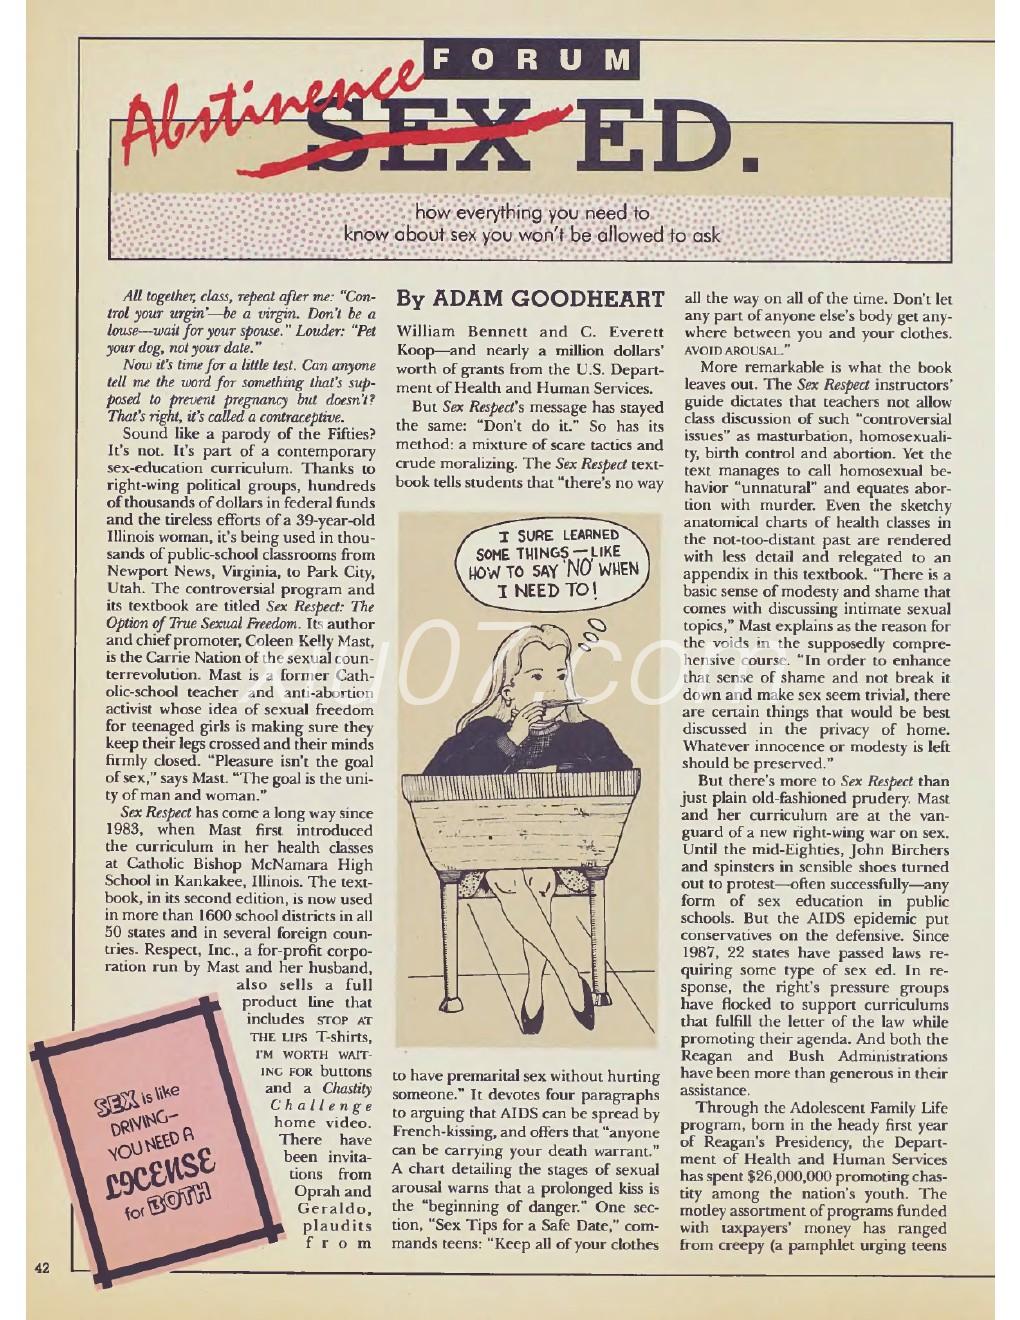 FORUM
Abstinence
SEX ED.
how everything you need to
know about sex you won't be allowed to ask
All together, class, repeat after me: "Con-
trol your urgin'—be a virgin. Don't be a
louse—wait for your spouse." Louder: "Pet
your dog, not your date."
Now it's time for a little test. Can anyone
tell me the word for something that's sup-
posed to prevent pregnancy but doesn't?
That's right, it's called a contraceptive.
Sound like a parody of the Fifties?
It's not. It's part of a contemporary
sex-education curriculum. Thanks to
right-wing political groups, hundreds
of thousands of dollars in federal funds
and the tireless efforts of a 39-year-old
Illinois woman, it's being used in thou-
sands of public-school classrooms from
Newport News, Virginia, to Park City,
Utah. The controversial program and
its textbook are titled Sex Respect: The
Option of True Sexual Freedom. Its author
and chief promoter, Coleen Kelly Mast,
is the Carrie Nation of the sexual coun-
terrevolution. Mast is a former Cath-
olic-school teacher and anti-abortion
activist whose idea of sexual freedom
for teenaged girls is making sure they
keep their legs crossed and their minds
firmly closed. "Pleasure isn't the goal
of sex," says Mast. "The goal is the uni-
ty of man and woman."
Sex Respect has come a long way since
1983, when Mast first introduced
the curriculum in her health classes
at Catholic Bishop McNamara High
School in Kankakee, Illinois. The text-
book, in its second edition, is now used
in more than 1600 school districts in all
50 states and in several foreign coun-
tries. Respect, Inc., a for-profit corpo-
ration run by Mast and her husband,
also sells a full
product line that
includes STOP AT
THE LIPS T-shirts,
I'M WORTH WAIT-
ING FOR buttons
and a Chastity
Challenge
home video.
There have
been invita-
tions from
Oprah and
Geraldo,
plaudits
from
SEX is like
DRIVING—
YOU NEED A
LICENSE
for BOTH
By ADAM GOODHEART
William Bennett and C. Everett
Koop—and nearly a million dollars'
worth of grants from the U.S. Depart-
ment of Health and Human Services.
But Sex Respect's message has stayed
the same: "Don't do it." So has its
method: a mixture of scare tactics and
crude moralizing. The Sex Respect text-
book tells students that "there's no way
I SURE LEARNED
SOME THINGS—LIKE
HOW TO SAY 'NO' WHEN
I NEED TO!
to have premarital sex without hurting
someone." It devotes four paragraphs
to arguing that AIDS can be spread by
French-kissing, and offers that "anyone
can be carrying your death warrant."
A chart detailing the stages of sexual
arousal warns that a prolonged kiss is
the "beginning of danger." One sec-
tion, "Sex Tips for a Safe Date," com-
mands teens: "Keep all of your clothes
all the way on all of the time. Don't let
any part of anyone else's body get any-
where between you and your clothes.
AVOID AROUSAL."
More remarkable is what the book
leaves out. The Sex Respect instructors'
guide dictates that teachers not allow
class discussion of such "controversial
issues" as masturbation, homosexuali-
ty, birth control and abortion. Yet the
text manages to call homosexual be-
havior "unnatural" and equates abor-
tion with murder. Even the sketchy
anatomical charts of health classes in
the not-too-distant past are rendered
with less detail and relegated to an
appendix in this textbook. "There is a
basic sense of modesty and shame that
comes with discussing intimate sexual
topics," Mast explains as the reason for
the voids in the supposedly compre-
hensive course. "In order to enhance
that sense of shame and not break it
down and make sex seem trivial, there
are certain things that would be best
discussed in the privacy of home.
Whatever innocence or modesty is left
should be preserved."
But there's more to Sex Respect than
just plain old-fashioned prudery. Mast
and her curriculum are at the van-
guard of a new right-wing war on sex.
Until the mid-Eighties, John Birchers
and spinsters in sensible shoes turned
out to protest—often successfully—any
form of sex education in public
schools. But the AIDS epidemic put
conservatives on the defensive. Since
1987, 22 states have passed laws re-
quiring some type of sex ed. In re-
sponse, the right's pressure groups
have flocked to support curriculums
that fulfill the letter of the law while
promoting their agenda. And both the
Reagan and Bush Administrations
have been more than generous in their
assistance.
Through the Adolescent Family Life
program, born in the heady first year
of Reagan's Presidency, the Depart-
ment of Health and Human Services
has spent $26,000,000 promoting chas-
tity among the nation's youth. The
motley assortment of programs funded
with taxpayers' money has ranged
from creepy (a pamphlet urging teens
42
xiu07.com